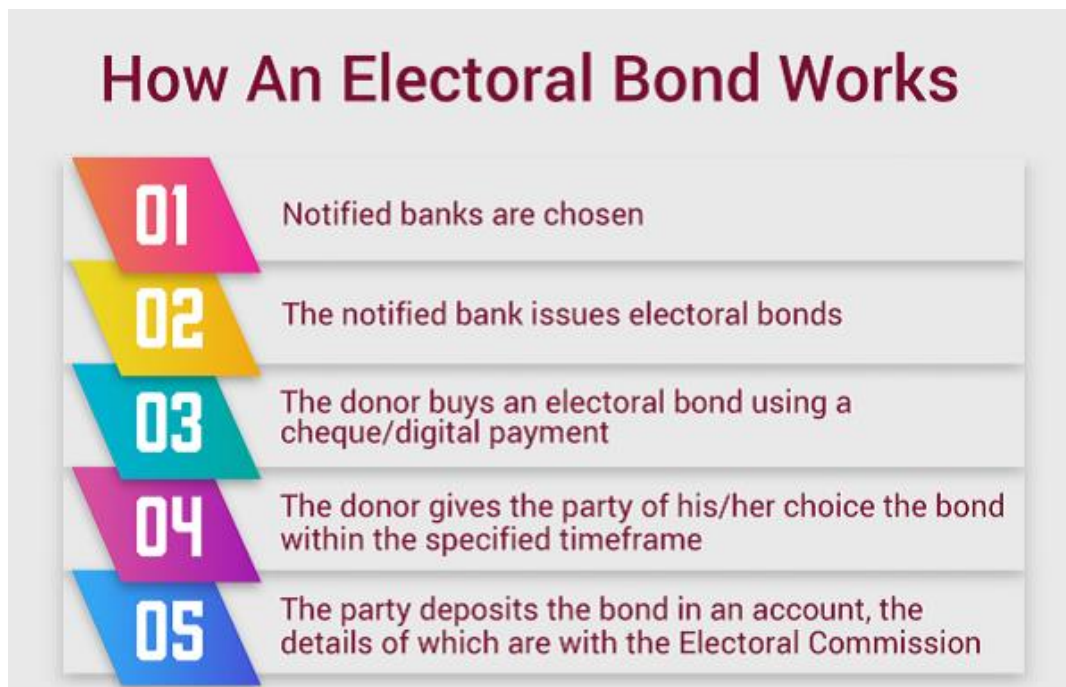 How An Electoral Bond Works
01
Notified banks are chosen
02
The notified bank issues electoral bonds
03
The donor buys an electoral bond using a
cheque/digital payment
04
The donor gives the party of his/her choice the bond
within the specified timeframe
05
The party deposits the bond in an account, the
details of which are with the Electoral Commission